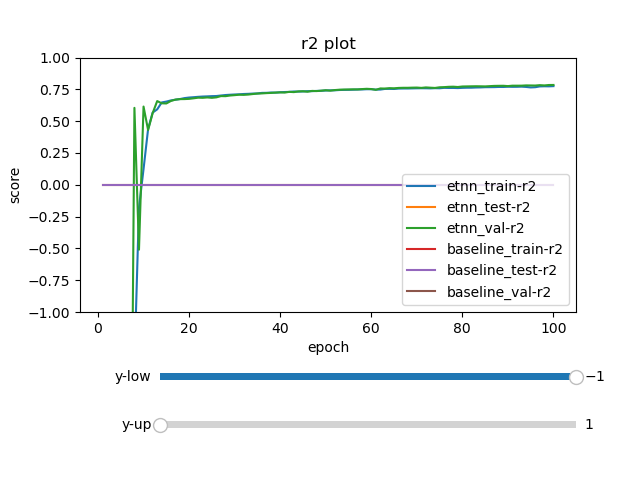 r2 plot
1.00
0.75
0.50
0.25
0.00
−0.25
−0.50
−0.75
−1.00
score
0
20
40
60
80
100
epoch
etnn_train-r2
etnn_test-r2
etnn_val-r2
baseline_train-r2
baseline_test-r2
baseline_val-r2
y-low
−1
y-up
1